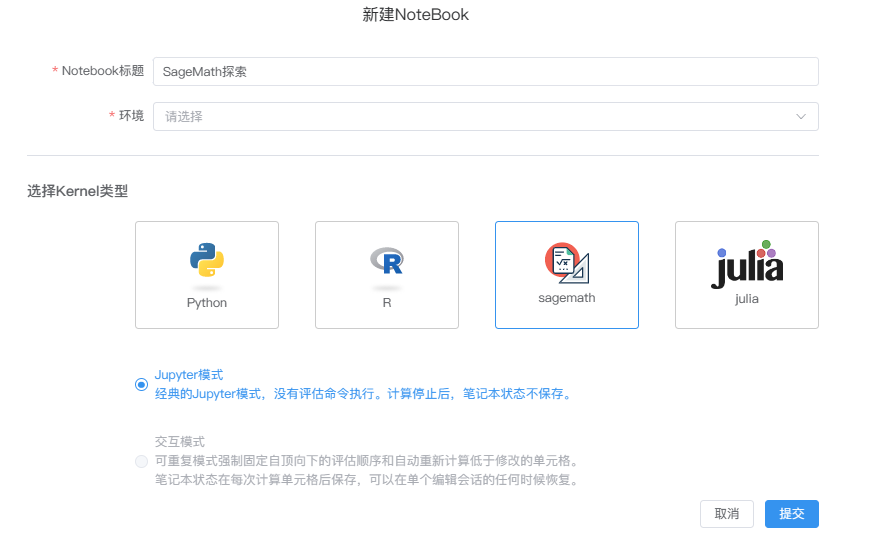 新建NoteBook
* Notebook标题 SageMath探索
* 环境 请选择
选择Kernel类型
Python R sagemath julia julia
Jupyter模式
经典的Jupyter模式，没有评估命令执行。计算停止后，笔记本状态不保存。
交互模式
可重复模式强制固定自顶向下的评估顺序和自动重新计算低于修改的单元格。
笔记本状态在每次计算单元格后保存，可以在单个编辑会话的任何时候恢复。
取消 提交